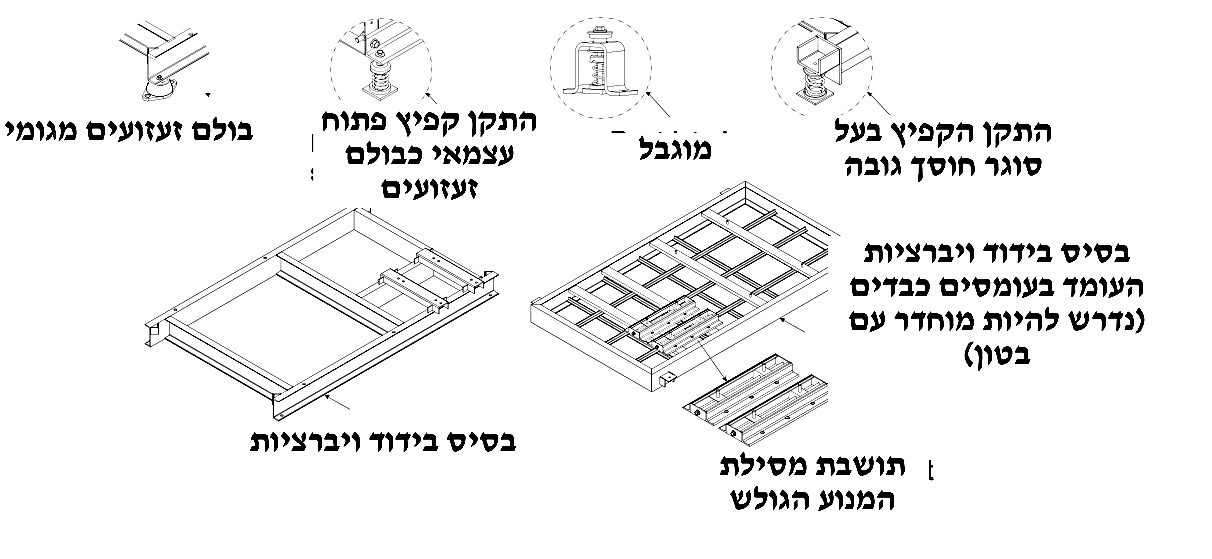 התקן הקפיץ בעל
סוגר חוסך גובה
מוגבל
התקן קפיץ פתוח
עצמאי כבולם
זעזועים
בולם זעזועים מגומי
בסיס בידוד ויברציות
העומד בעומסים כבדים
(נדרש להיות מוחדר עם
בטון)
בסיס בידוד ויברציות
תושבת מסילת
המנוע הגולש